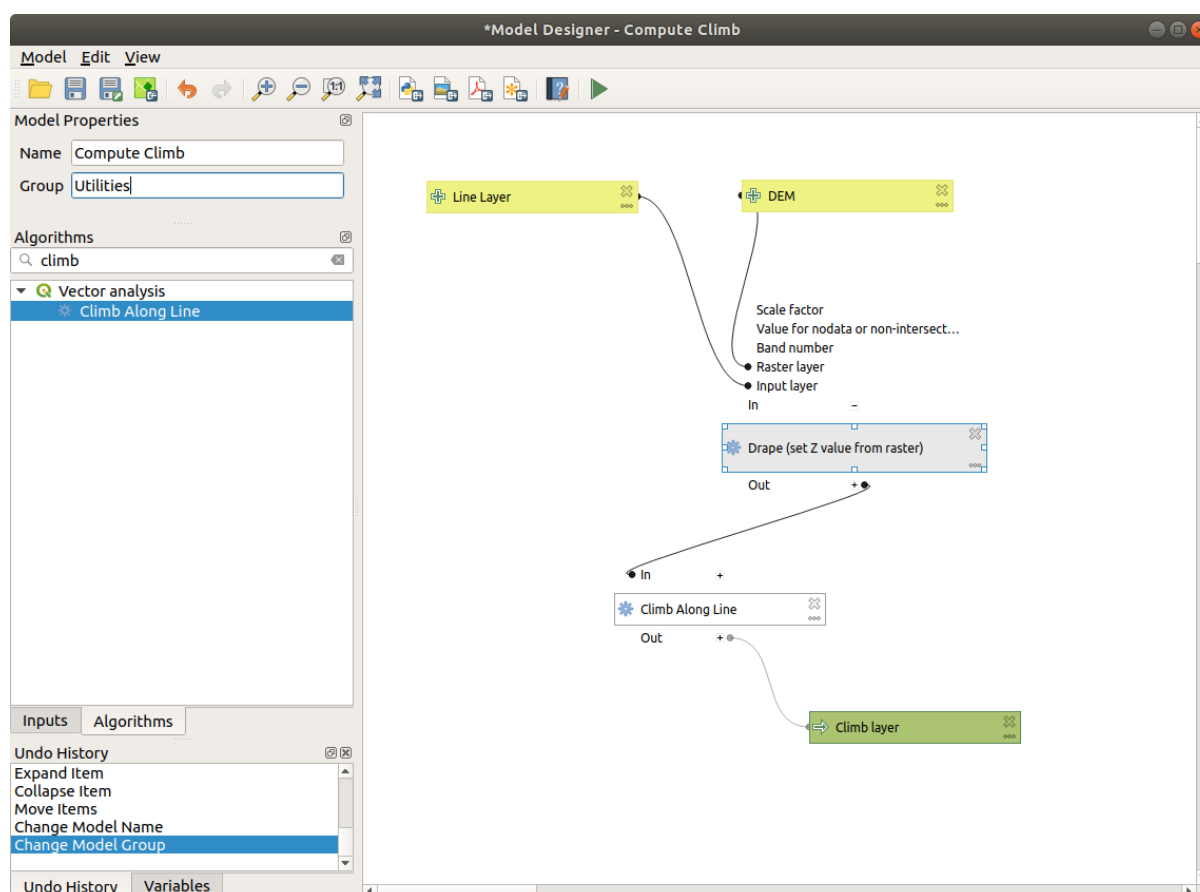 *Model Designer - Compute Climb
Model Edit View
1:1
Model Properties
Name Compute Climb
Group Utilities
Algorithms
climb
Vector analysis
Climb Along Line
Inputs Algorithms
Undo History
Expand Item
Collapse Item
Move Items
Change Model Name
Change Model Group
Undo History Variables
Line Layer
DEM
Scale factor
Value for nodata or non-intersect...
Band number
Raster layer
Input layer
In −
Drape (set Z value from raster)
Out +
In +
Climb Along Line
Out +
Climb layer